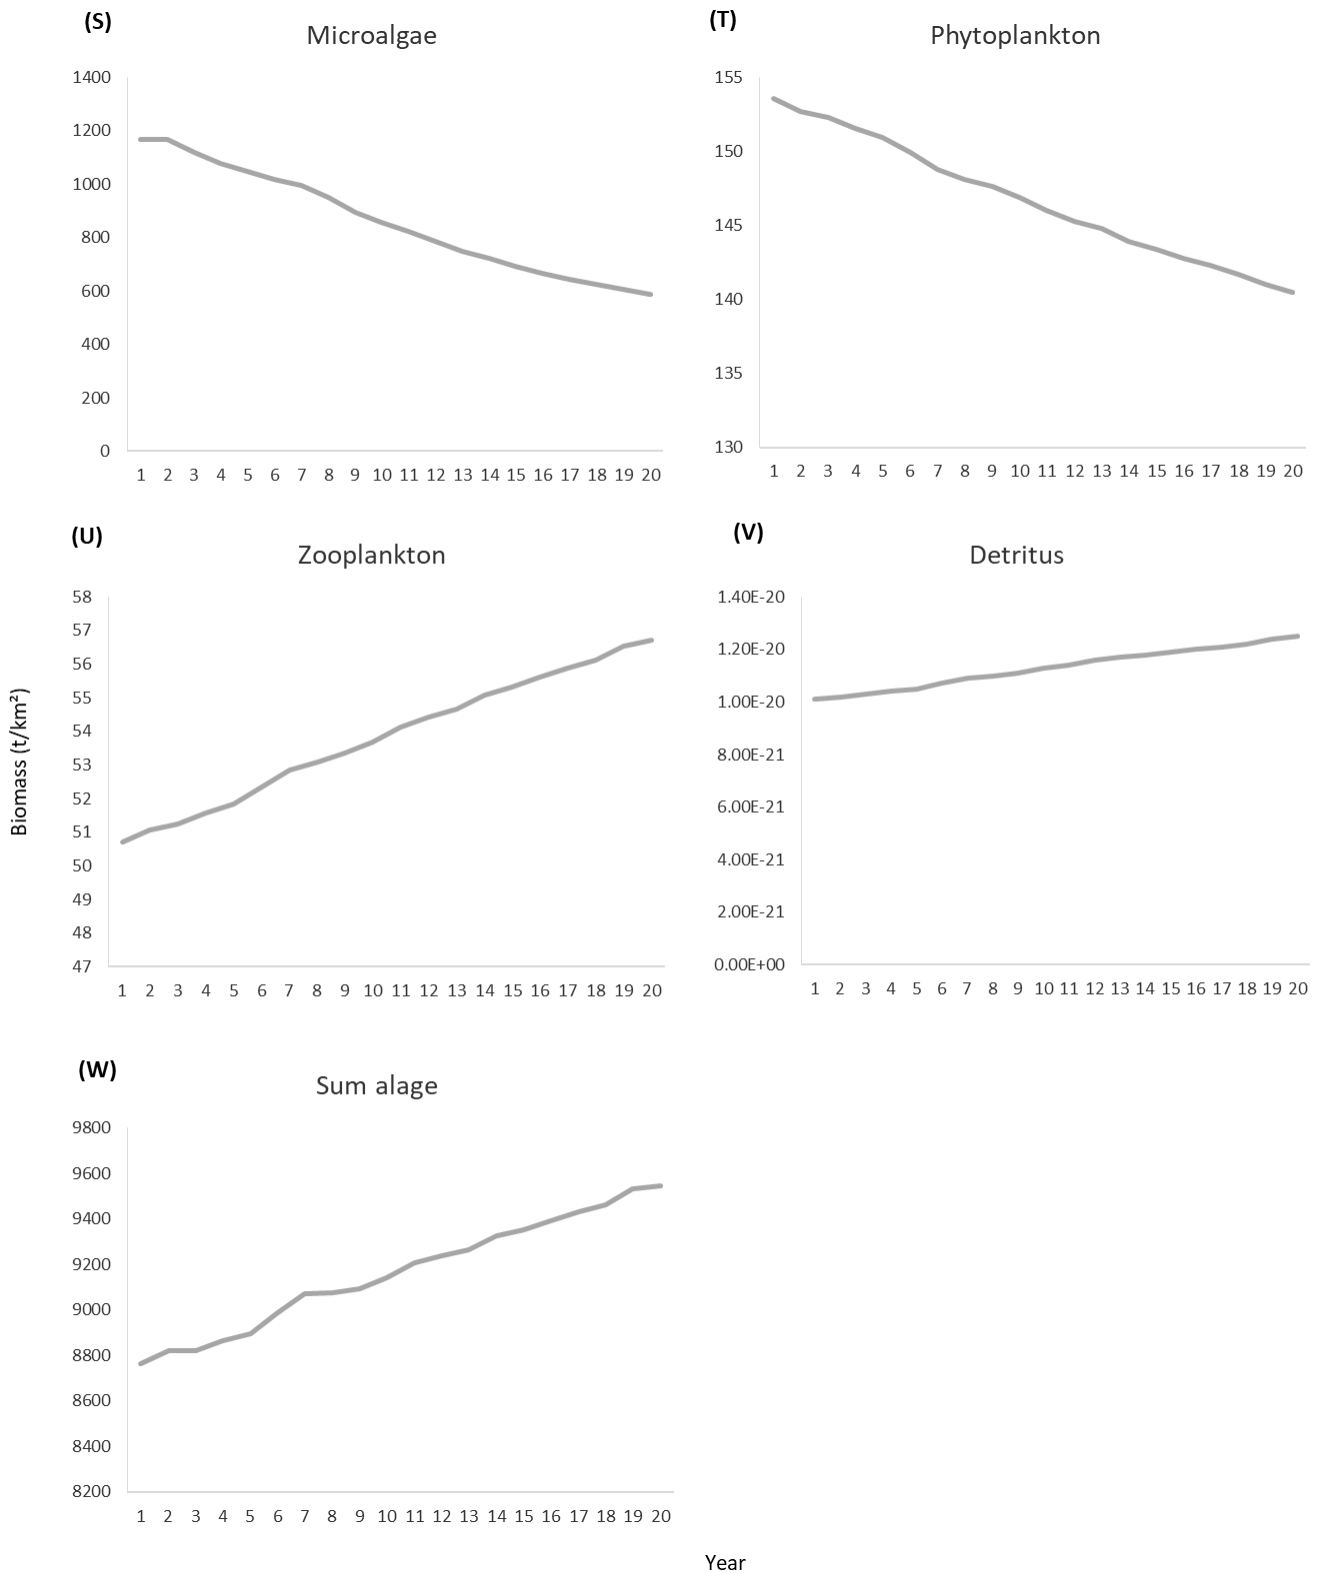 (S)
Microalgae
1400
1200
1000
800
600
400
200
0
1 2 3 4 5 6 7 8 9 10 11 12 13 14 15 16 17 18 19 20
(T)
Phytoplankton
155
150
145
140
135
130
1 2 3 4 5 6 7 8 9 10 11 12 13 14 15 16 17 18 19 20
(U)
Zooplankton
58
57
56
55
54
53
52
51
50
49
48
47
1 2 3 4 5 6 7 8 9 10 11 12 13 14 15 16 17 18 19 20
(V)
Detritus
1.40E-20
1.20E-20
1.00E-20
8.00E-21
6.00E-21
4.00E-21
2.00E-21
0.00E+00
1 2 3 4 5 6 7 8 9 10 11 12 13 14 15 16 17 18 19 20
Biomass (t/km²)
(W)
Sum alage
9800
9600
9400
9200
9000
8800
8600
8400
8200
1 2 3 4 5 6 7 8 9 10 11 12 13 14 15 16 17 18 19 20
Year